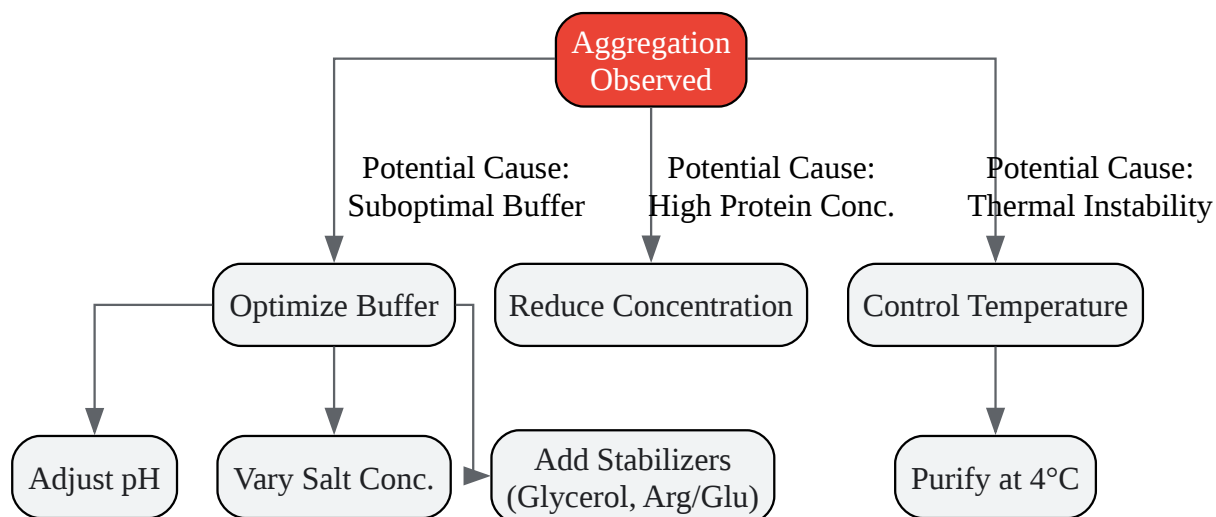 Aggregation
Observed
Potential Cause:
Suboptimal Buffer
Potential Cause:
High Protein Conc.
Potential Cause:
Thermal Instability
Optimize Buffer
Reduce Concentration
Control Temperature
Adjust pH
Vary Salt Conc.
Add Stabilizers
(Glycerol, Arg/Glu)
Purify at 4°C